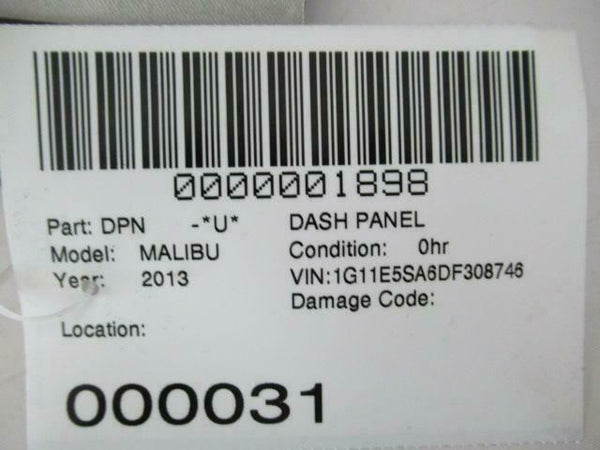 0000001898
Part: DPN -*U* DASH PANEL
Model: MALIBU Condition: 0hr
Year: 2013 VIN:1G11E5SA6DF308746
Damage Code:
Location:
000031